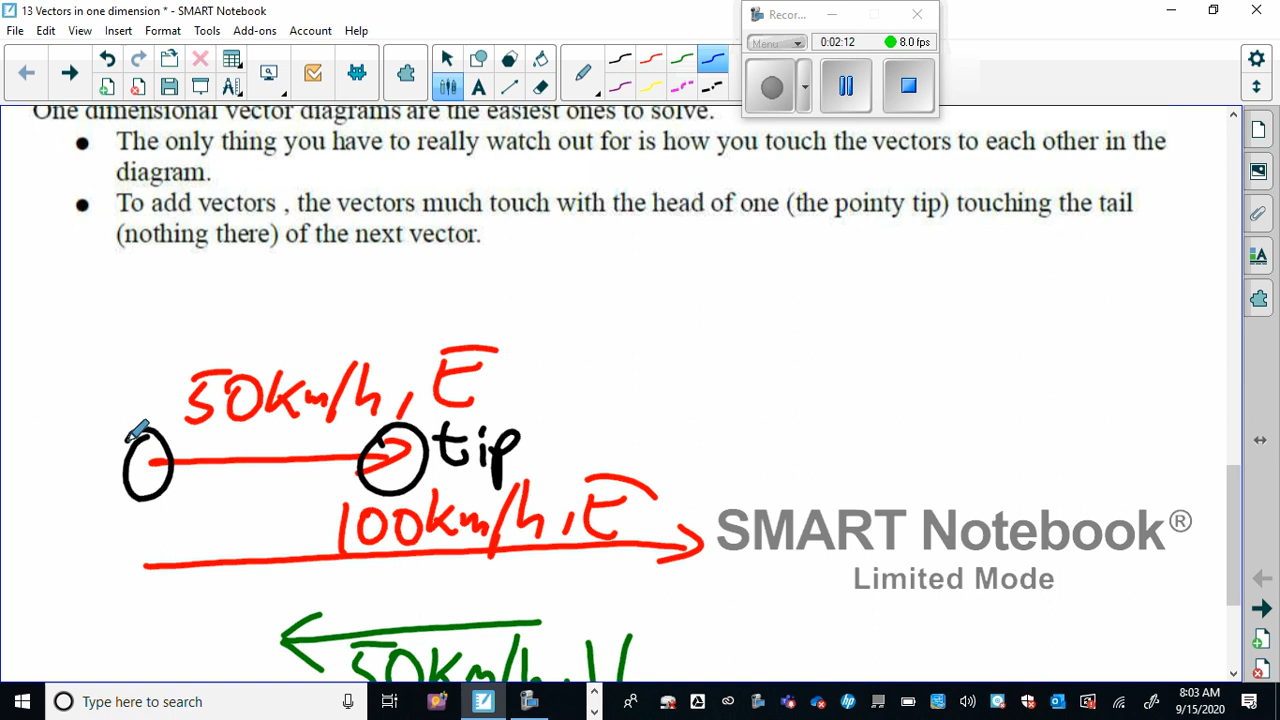 13 Vectors in one dimension * - SMART Notebook
Recor...
File Edit View Insert Format Tools Add-ons Account Help
Menu
0:02:12
8.0 fps
One dimensional vector diagrams are the easiest ones to solve.
● The only thing you have to really watch out for is how you touch the vectors to each other in the
diagram.
● To add vectors , the vectors much touch with the head of one (the pointy tip) touching the tail
(nothing there) of the next vector.
50km/h, E
tip
100km/h, E
SMART Notebook®
Limited Mode
50km/h,
Type here to search
8:03 AM
9/15/2020